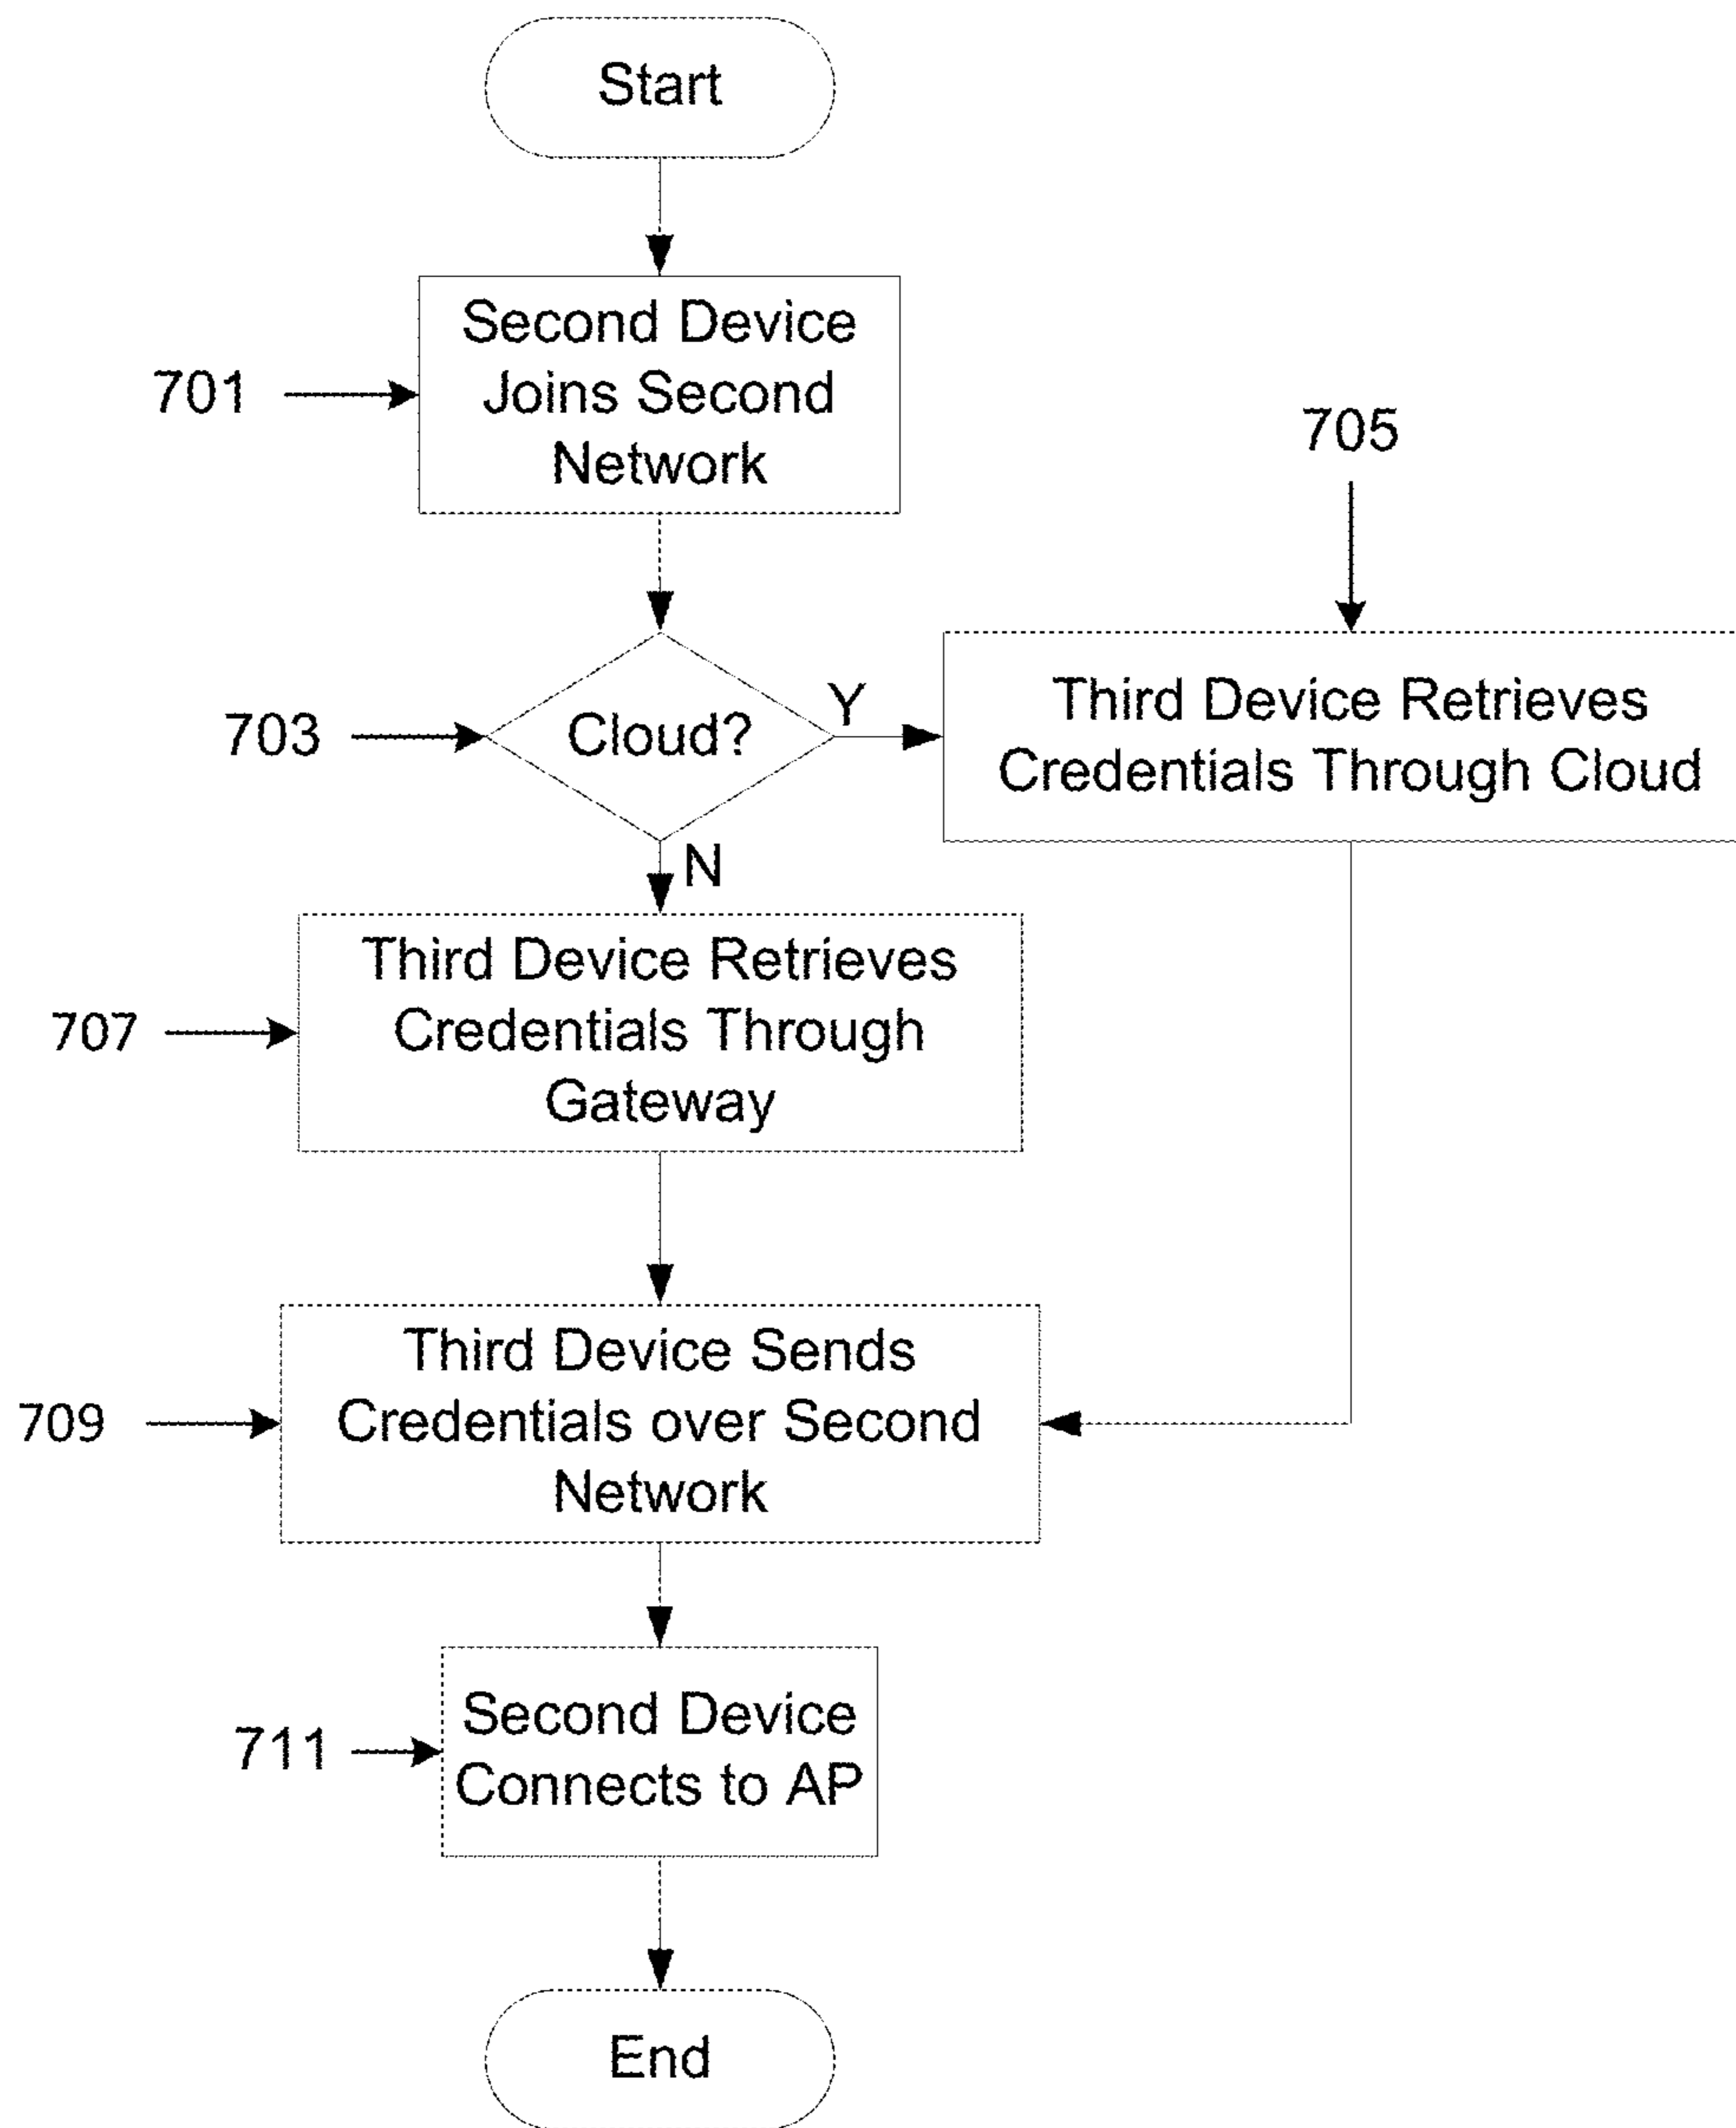 Start
701
Second Device
Joins Second
Network
705
703
Cloud?
Y
Third Device Retrieves
Credentials Through Cloud
N
707
Third Device Retrieves
Credentials Through
Gateway
709
Third Device Sends
Credentials over Second
Network
711
Second Device
Connects to AP
End